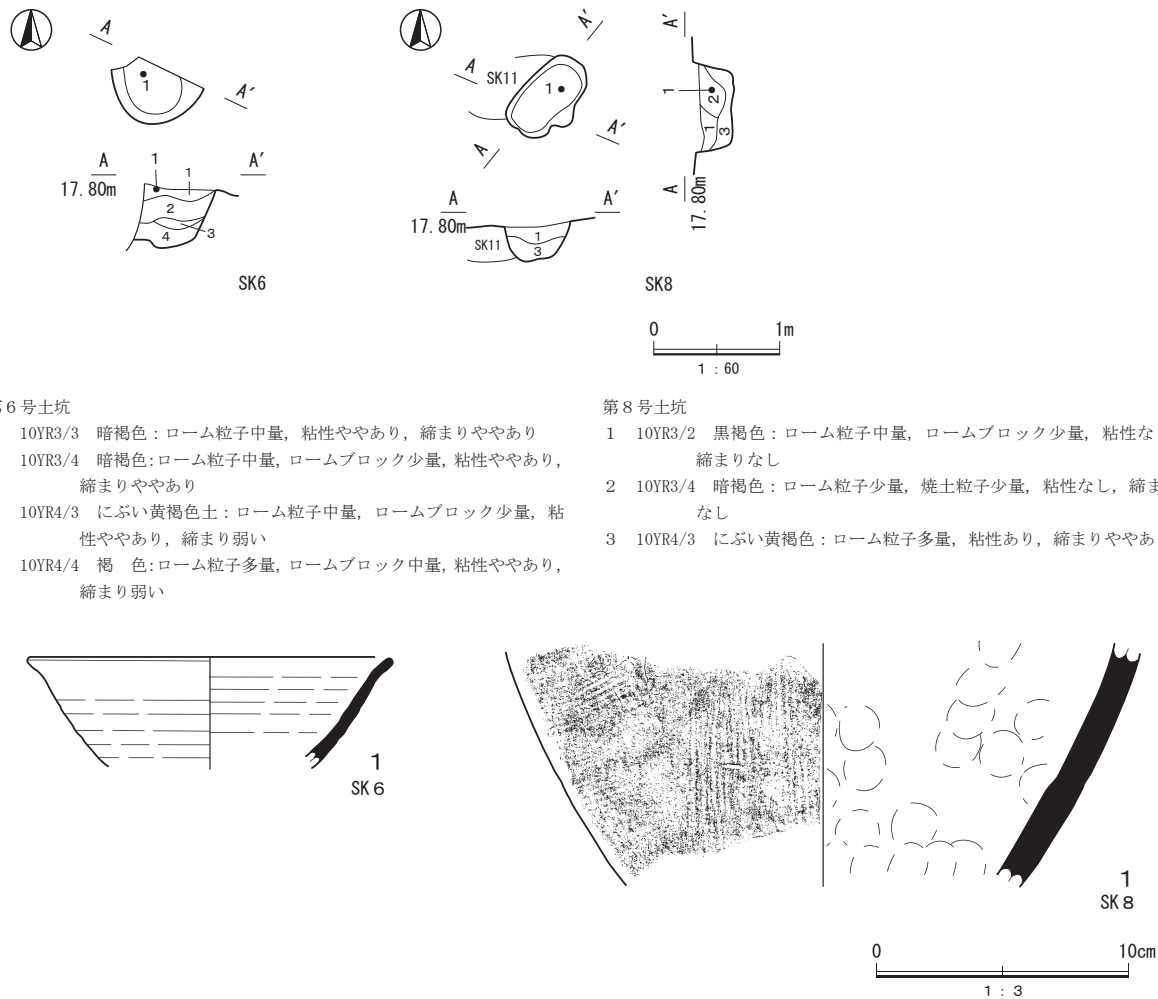 A
A′
1
A
A′
17.80m
1
1
2
3
4
SK6
A
A′
SK11
1
A
A′
A
A′
17.80m
1
3
SK11
A′
1
2
1
3
A
17.80m
SK8
0 1m
1 : 60
6号土坑
10YR3/3 暗褐色：ローム粒子中量，粘性ややあり，締まりややあり
10YR3/4 暗褐色：ローム粒子中量，ロームブロック少量，粘性ややあり，
締まりややあり
10YR4/3 にぶい黄褐色土：ローム粒子中量，ロームブロック少量，粘
性ややあり，締まり弱い
10YR4/4 褐　色：ローム粒子多量，ロームブロック中量，粘性ややあり，
締まり弱い
第８号土坑
１ 10YR3/2 黒褐色：ローム粒子中量，ロームブロック少量，粘性な
締まりなし
２ 10YR3/4 暗褐色：ローム粒子少量，焼土粒子少量，粘性なし，締ま
なし
３ 10YR4/3 にぶい黄褐色：ローム粒子多量，粘性あり，締まりややあ
1
SK６
1
SK８
0 10cm
1 : 3